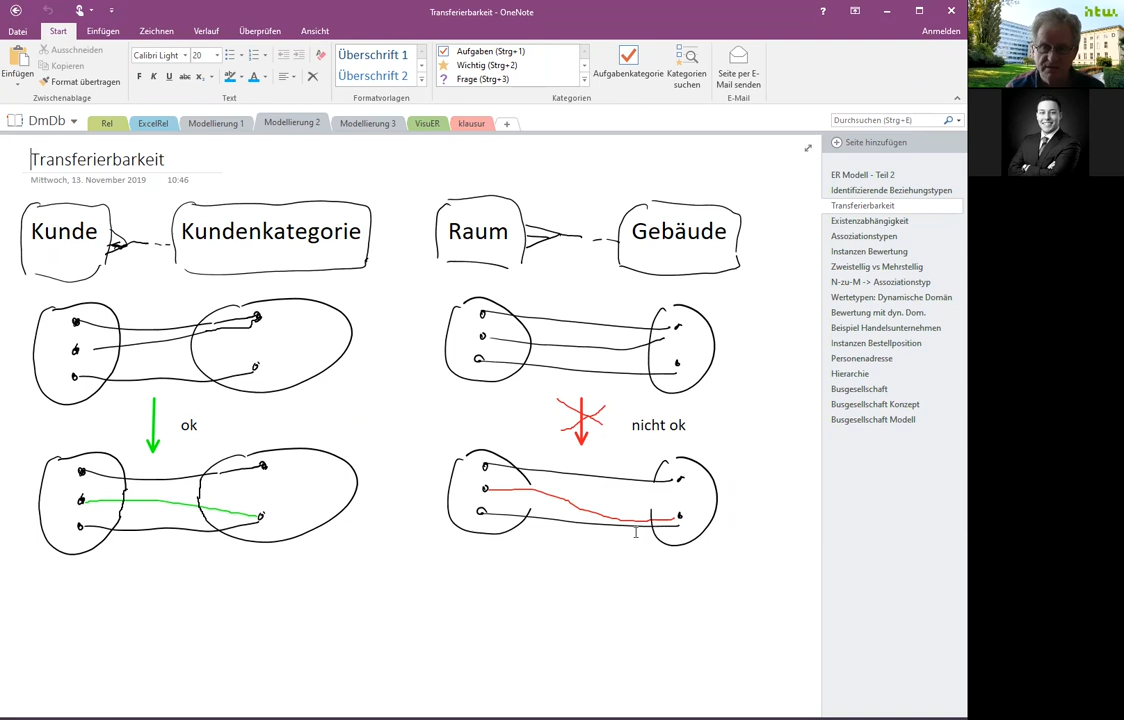 Transferierbarkeit - OneNote
?
htw.
Datei Start Einfügen Zeichnen Verlauf Überprüfen Ansicht
Anmelden
Einfügen
Ausschneiden
Kopieren
Format übertragen
Zwischenablage
Calibri Light 20
F K U abc x₂ A
Text
Überschrift 1
Überschrift 2
Formatvorlagen
Aufgaben (Strg+1)
Wichtig (Strg+2)
? Frage (Strg+3)
Aufgabenkategorie
Kategorien
suchen
Kategorien
Seite per E-
Mail senden
E-Mail
DmDb
Rel ExcelRel Modellierung 1 Modellierung 2 Modellierung 3 VisuER klausur +
Durchsuchen (Strg+E)
Transferierbarkeit
Mittwoch, 13. November 2019 10:46
Kunde Kundenkategorie Raum Gebäude
ok nicht ok
Seite hinzufügen
ER Modell - Teil 2
Identifizierende Beziehungstypen
Transferierbarkeit
Existenzabhängigkeit
Assoziationstypen
Instanzen Bewertung
Zweistellig vs Mehrstellig
N-zu-M -> Assoziationstyp
Wertetypen: Dynamische Domän
Bewertung mit dyn. Dom.
Beispiel Handelsunternehmen
Instanzen Bestellposition
Personenadresse
Hierarchie
Busgesellschaft
Busgesellschaft Konzept
Busgesellschaft Modell